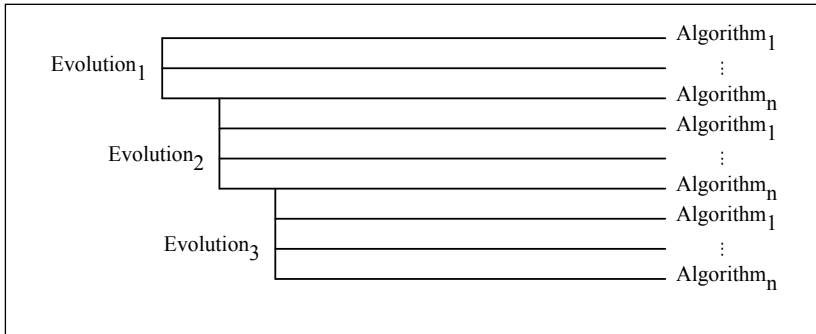 Algorithm1
Evolution1
⋮
Algorithmn
Algorithm1
Evolution2
⋮
Algorithmn
Algorithm1
Evolution3
⋮
Algorithmn